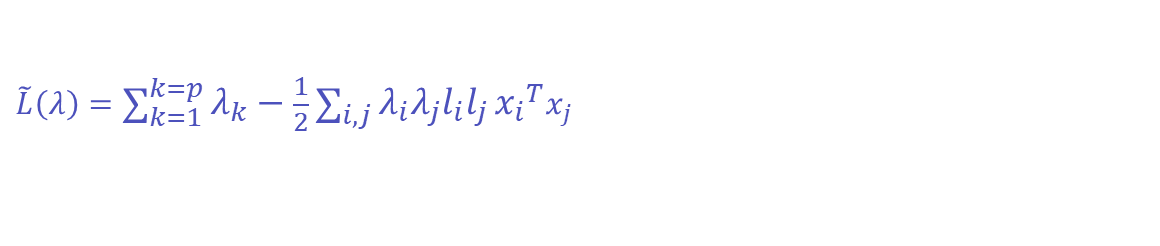 L̃(λ) = ∑_{k=1}^{k=p} λ_k − 1/2 ∑_{i,j} λ_i λ_j l_i l_j x_i^T x_j